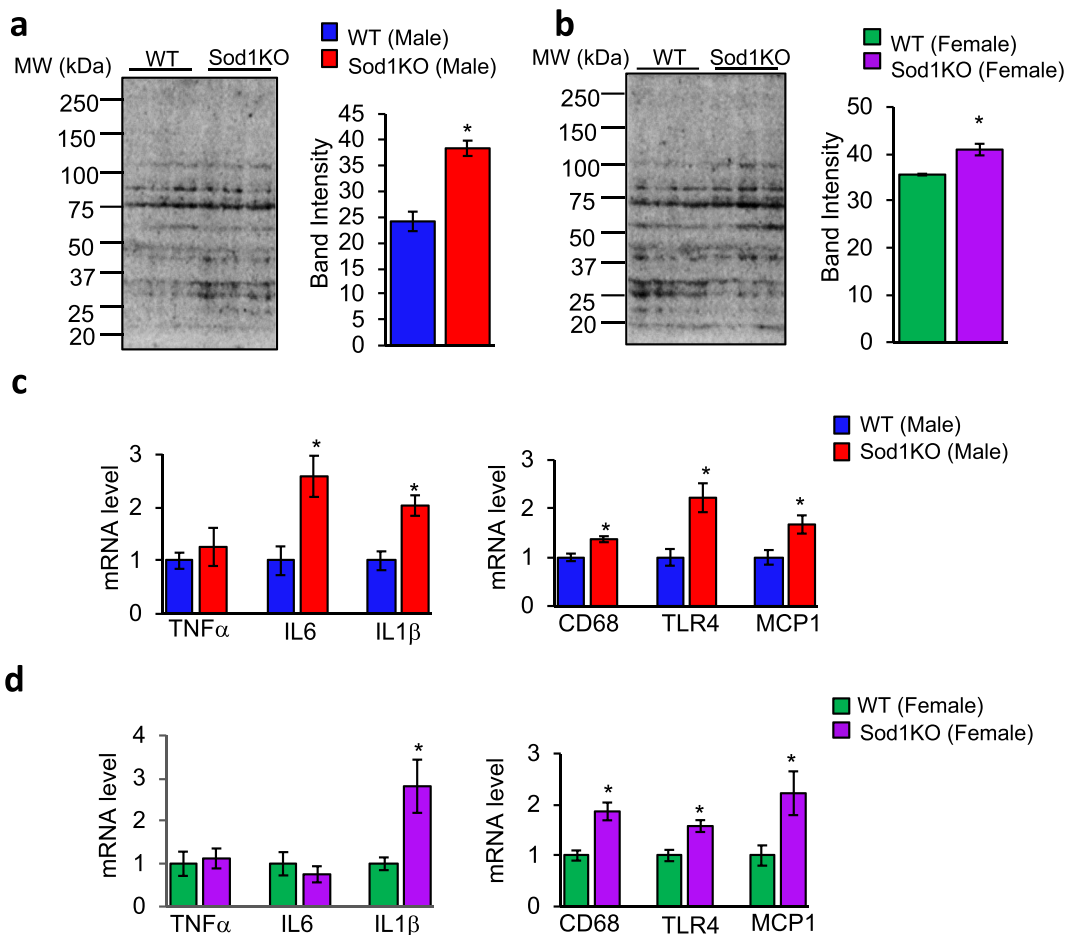 a
WT (Male)
Sod1KO (Male)
MW (kDa)
WT
Sod1KO
250
150
100
75
50
37
25
20
Band Intensity
45
40
35
30
25
20
15
10
5
0
*
b
WT (Female)
Sod1KO (Female)
MW (kDa)
WT
Sod1KO
250
150
100
75
50
37
25
20
Band Intensity
50
40
30
20
10
0
*
c
WT (Male)
Sod1KO (Male)
mRNA level
3
2
1
0
*
*
TNFα
IL6
IL1β
mRNA level
3
2
1
0
*
*
*
CD68
TLR4
MCP1
d
WT (Female)
Sod1KO (Female)
mRNA level
4
3
2
1
0
*
TNFα
IL6
IL1β
mRNA level
3
2
1
0
*
*
*
CD68
TLR4
MCP1